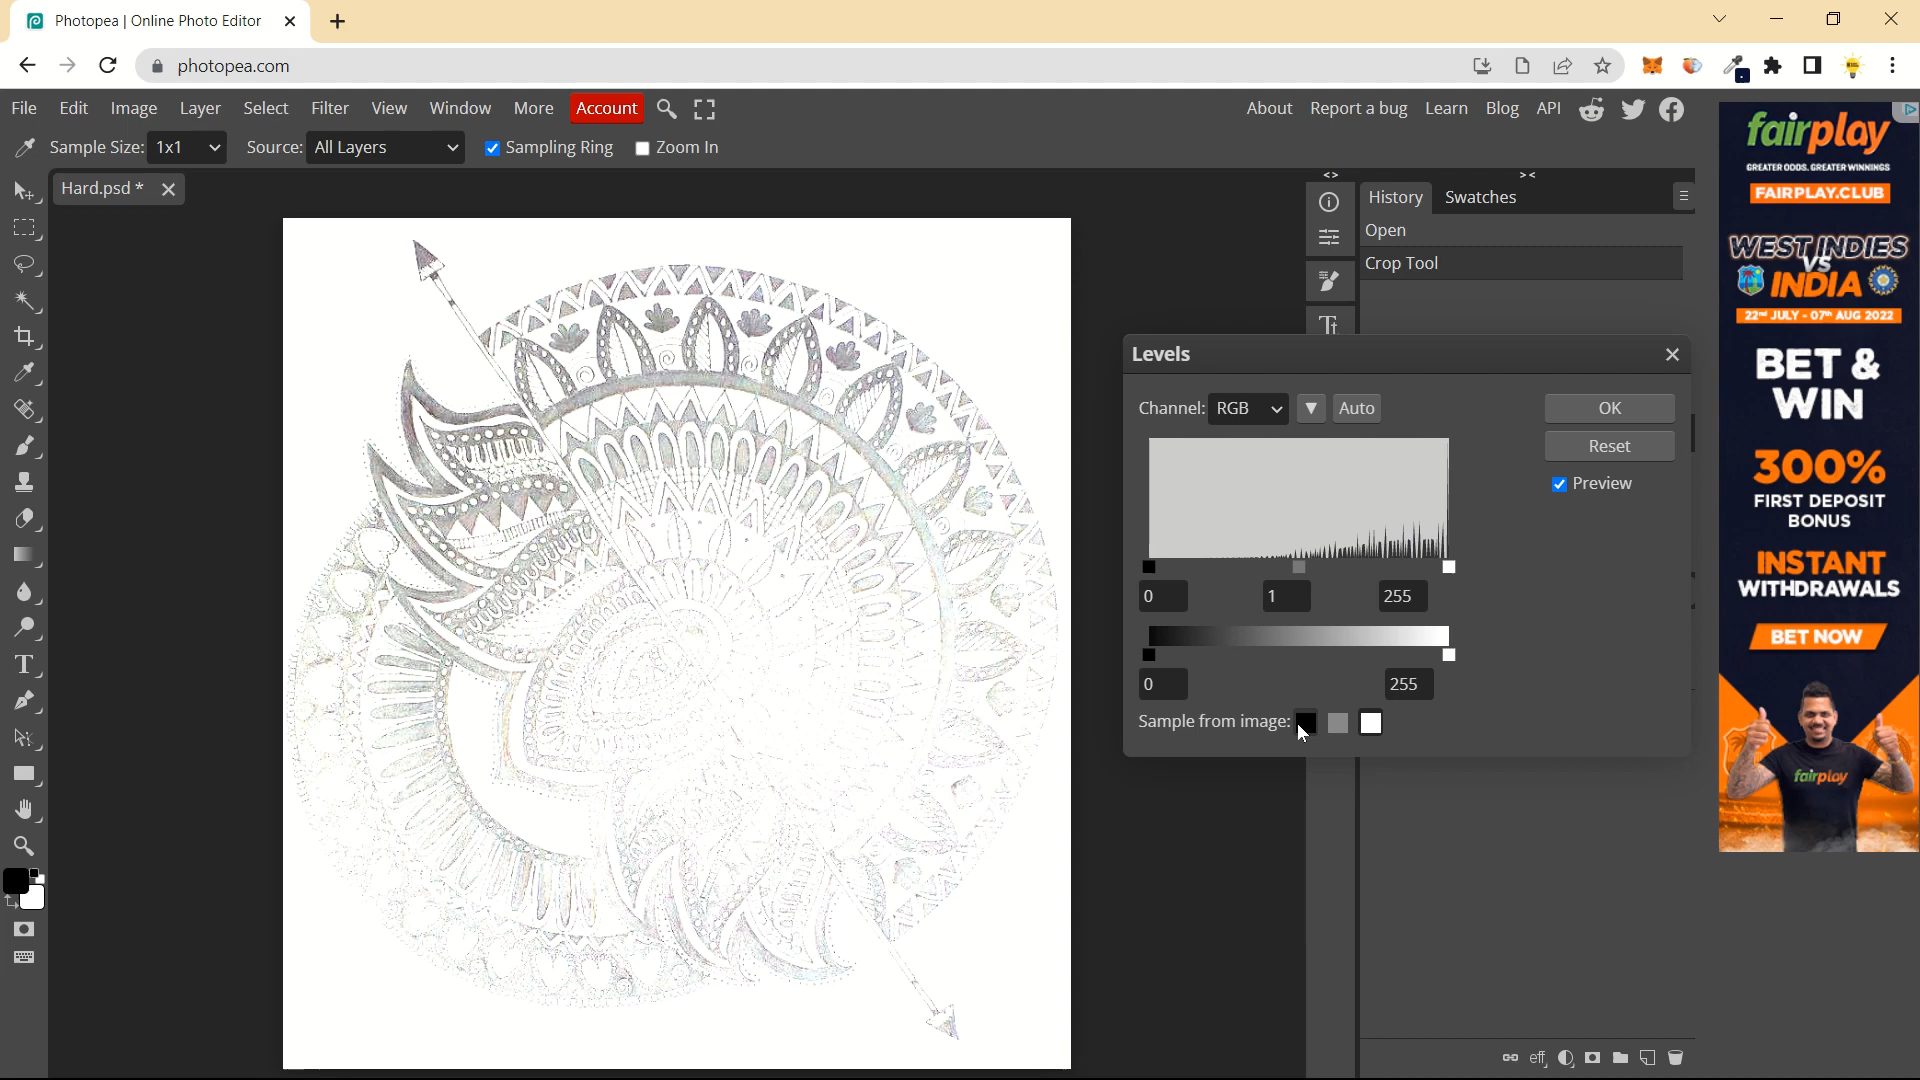 Photopea | Online Photo Editor
photopea.com
File Edit Image Layer Select Filter View Window More Account
About Report a bug Learn Blog API
Sample Size: 1x1 Source: All Layers Sampling Ring Zoom In
Hard.psd *
History Swatches
Open
Crop Tool
Levels
Channel: RGB Auto
OK
Reset
Preview
0 1 255
0 255
Sample from image:
eff
fairplay
GREATER ODDS. GREATER WINNINGS
FAIRPLAY.CLUB
WEST INDIES
VS
INDIA
22nd JULY - 07th AUG 2022
BET &
WIN
300%
FIRST DEPOSIT
BONUS
INSTANT
WITHDRAWALS
BET NOW
fairplay